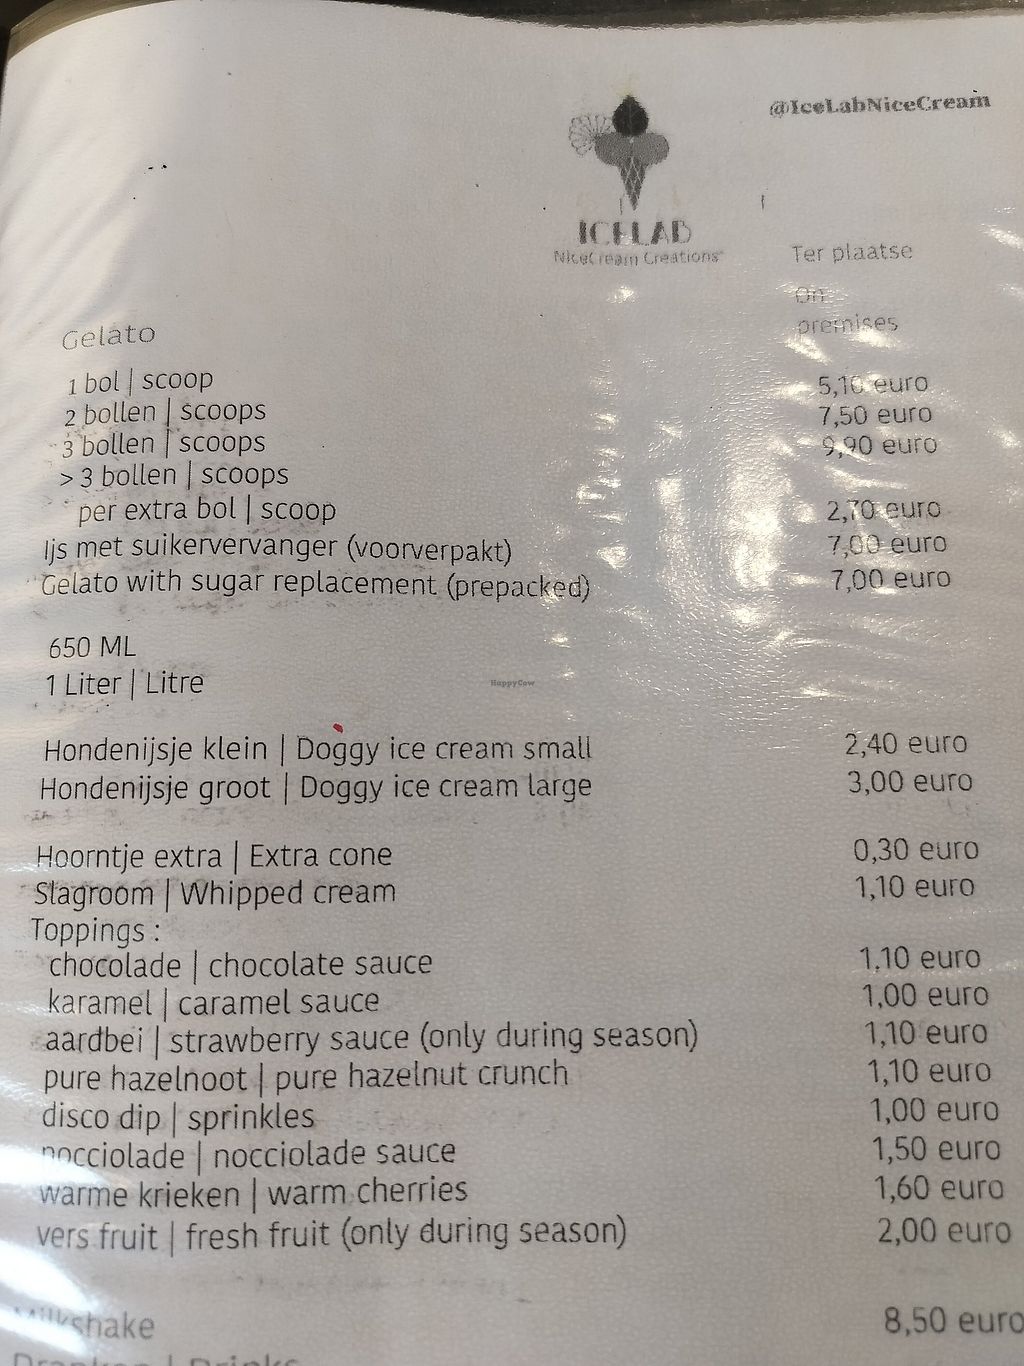 @IceLabNiceCream
ICELAB
NiceCream Creations
Ter plaatse
On
premises
Gelato
1 bol | scoop 5,10 euro
2 bollen | scoops 7,50 euro
3 bollen | scoops 9,90 euro
> 3 bollen | scoops
per extra bol | scoop 2,70 euro
Ijs met suikervervanger (voorverpakt) 7,00 euro
Gelato with sugar replacement (prepacked) 7,00 euro
650 ML
1 Liter | Litre
HappyCow
Hondenijsje klein | Doggy ice cream small 2,40 euro
Hondenijsje groot | Doggy ice cream large 3,00 euro
Hoorntje extra | Extra cone 0,30 euro
Slagroom | Whipped cream 1,10 euro
Toppings :
chocolade | chocolate sauce 1,10 euro
karamel | caramel sauce 1,00 euro
aardbei | strawberry sauce (only during season) 1,10 euro
pure hazelnoot | pure hazelnut crunch 1,10 euro
disco dip | sprinkles 1,00 euro
nocciolade | nocciolade sauce 1,50 euro
warme krieken | warm cherries 1,60 euro
vers fruit | fresh fruit (only during season) 2,00 euro
Milkshake 8,50 euro
Dranken | Drinks